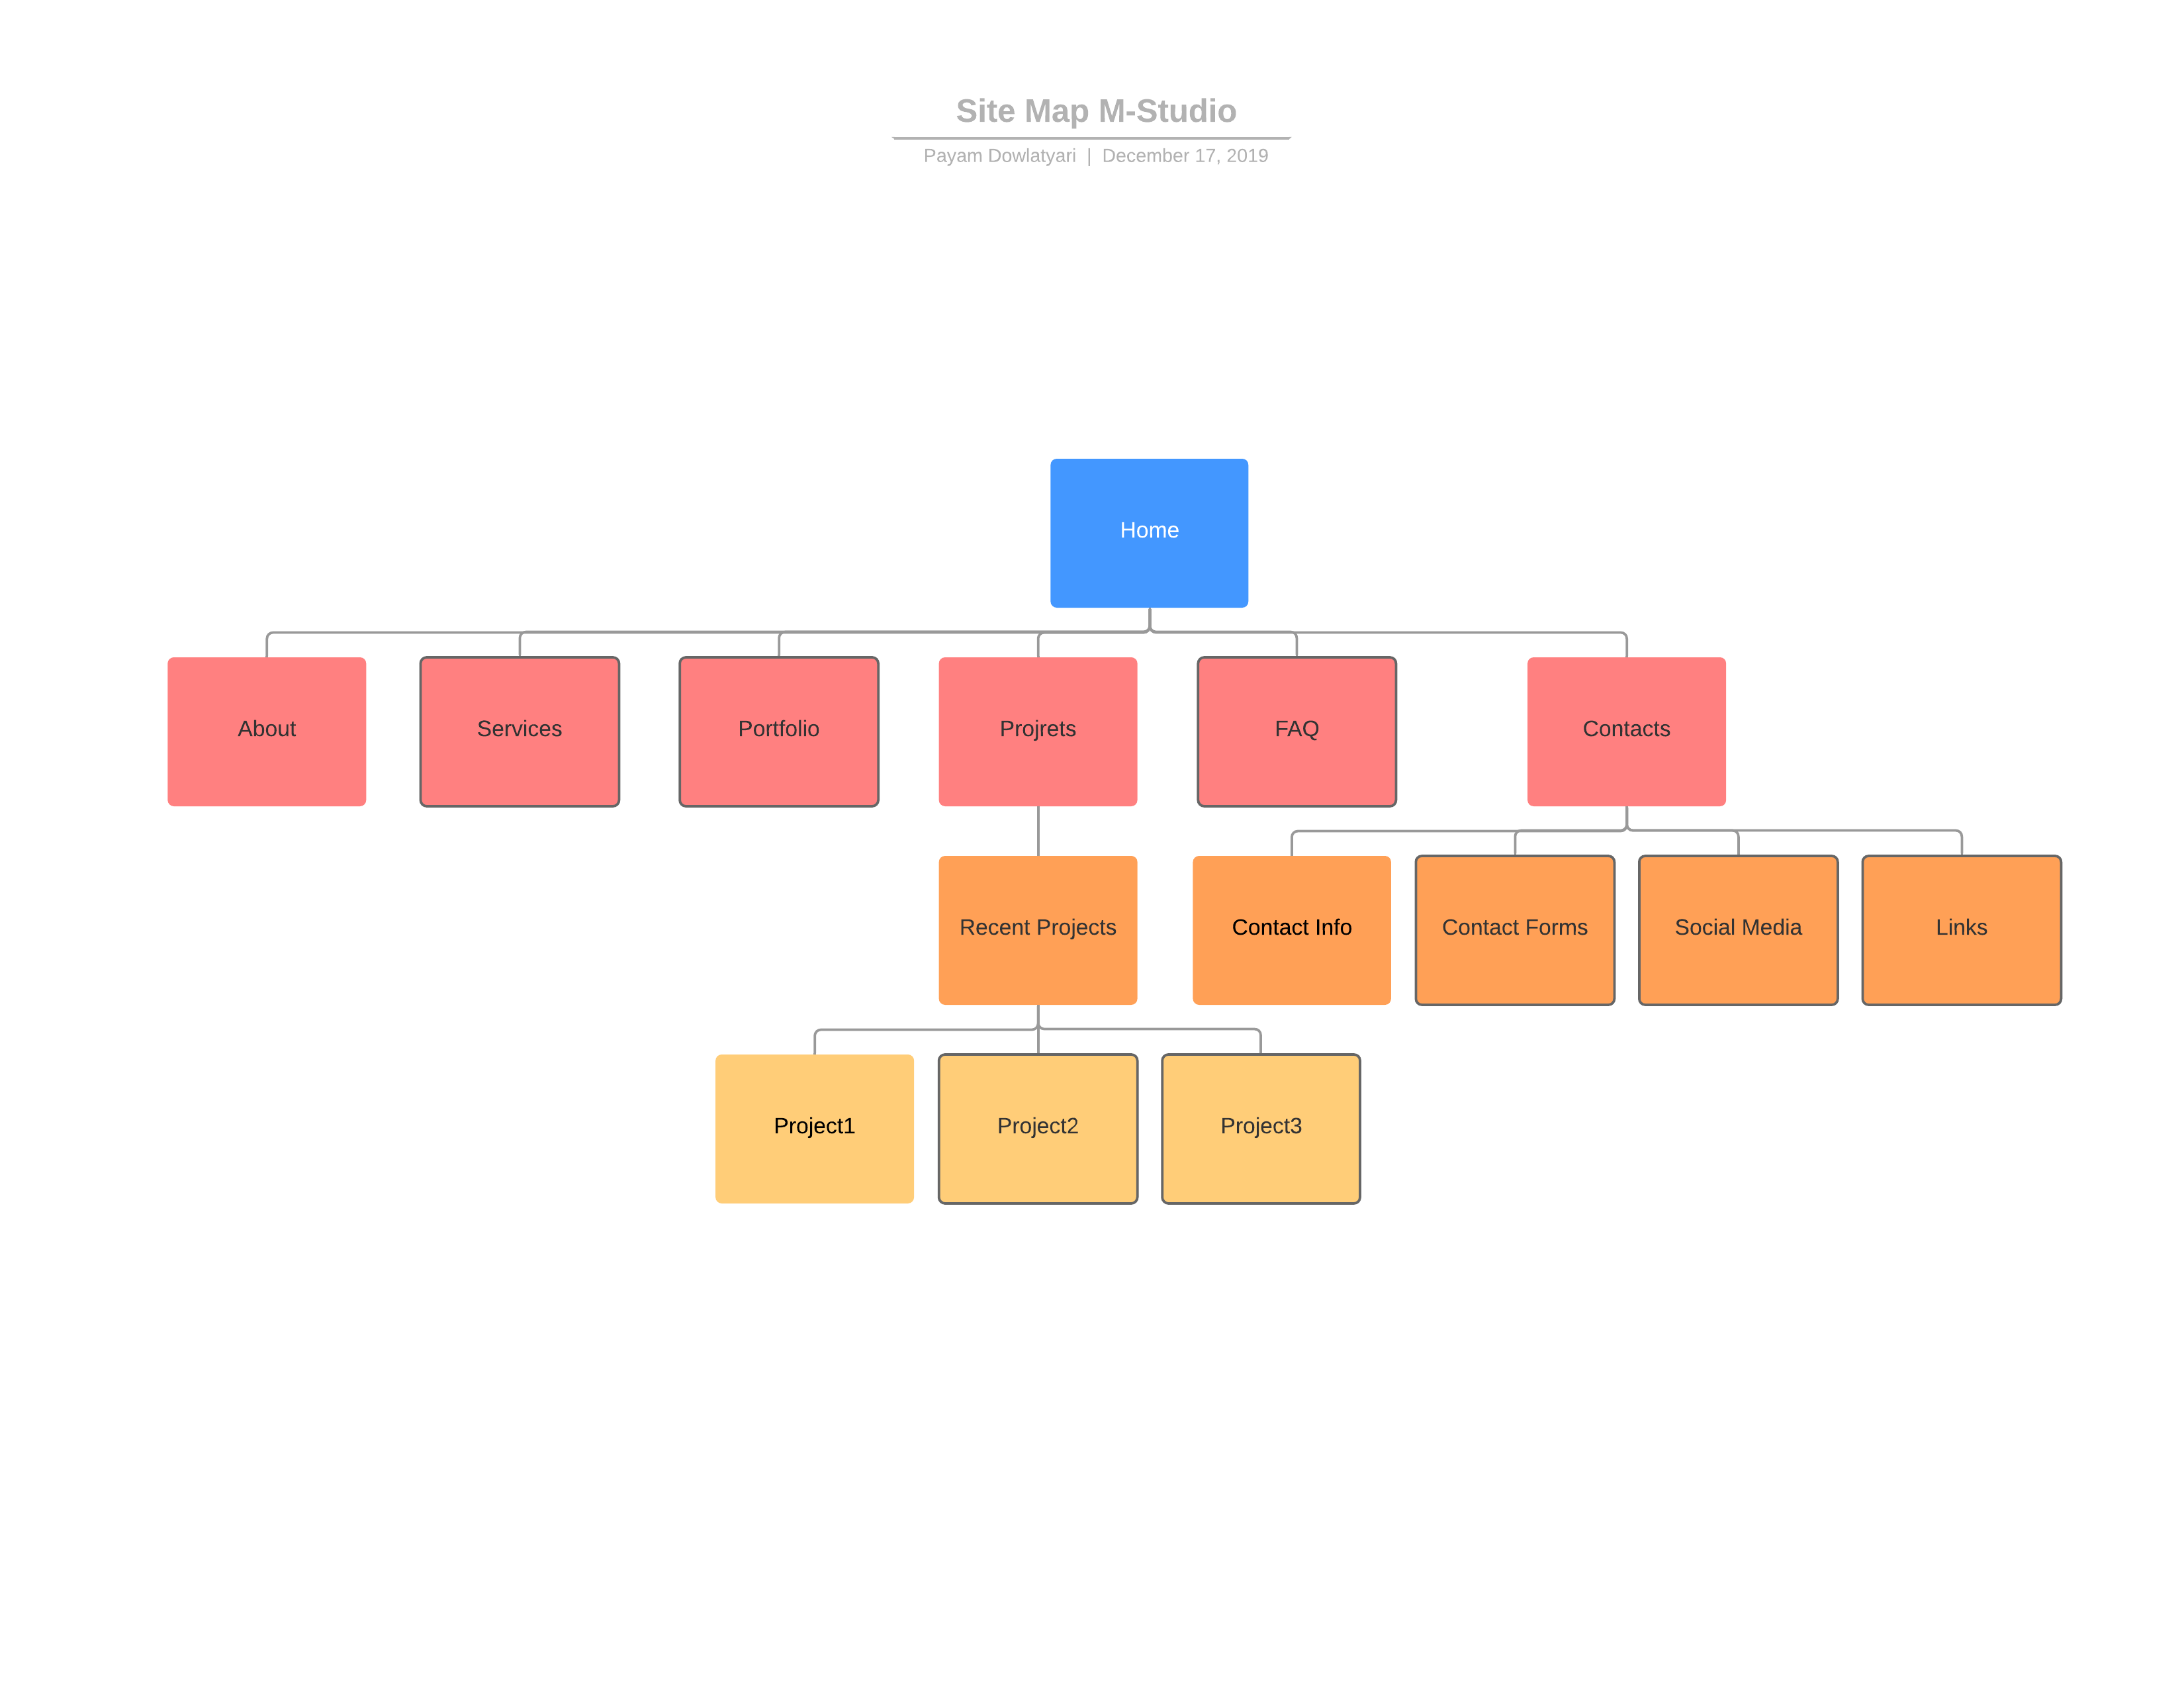 Site Map M-Studio
Payam Dowlatyari | December 17, 2019
Home
About
Services
Portfolio
Projrets
FAQ
Contacts
Recent Projects
Contact Info
Contact Forms
Social Media
Links
Project1
Project2
Project3